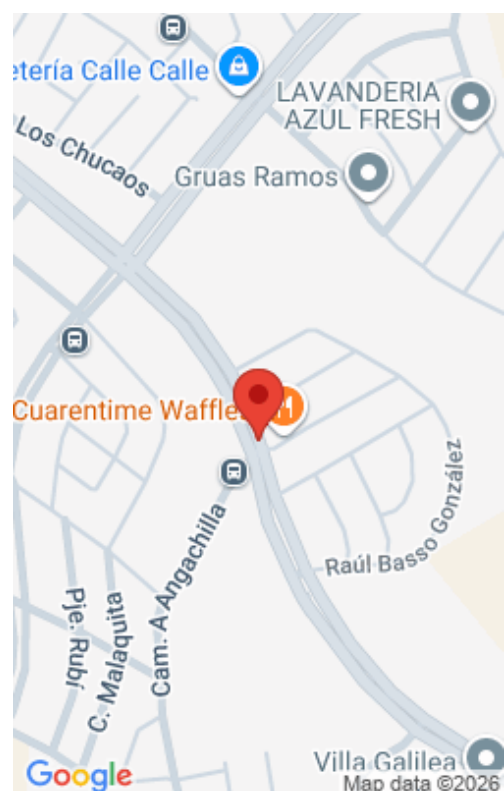 etería Calle Calle
LAVANDERIA
AZUL FRESH
Los Chucaos
Gruas Ramos
Cuarentime Waffles
Raúl Basso González
Cam. A Angachilla
Pje. Rubí
C. Malaquita
Villa Galilea
Google
Map data ©2026